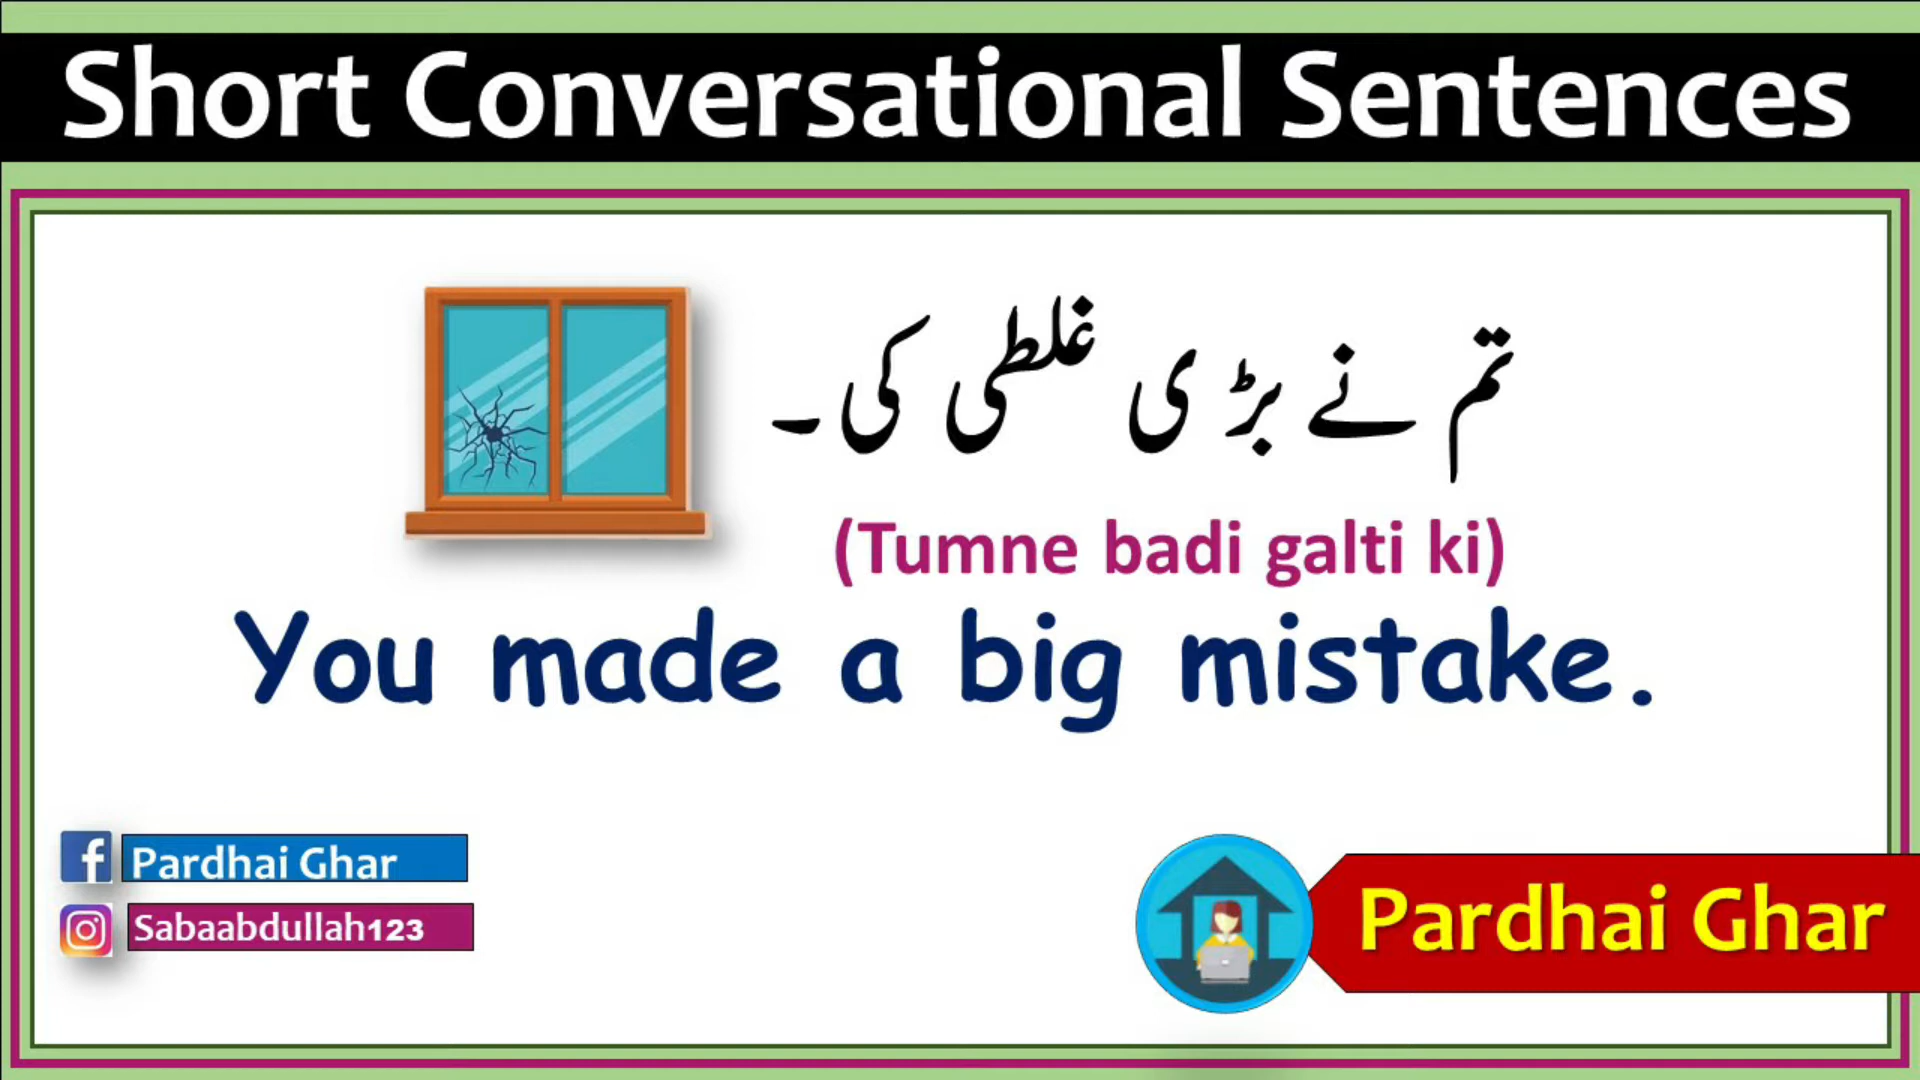 Short Conversational Sentences
تم نے بڑی غلطی کی۔
(Tumne badi galti ki)
You made a big mistake.
f Pardhai Ghar
Sabaabdullah123
Pardhai Ghar